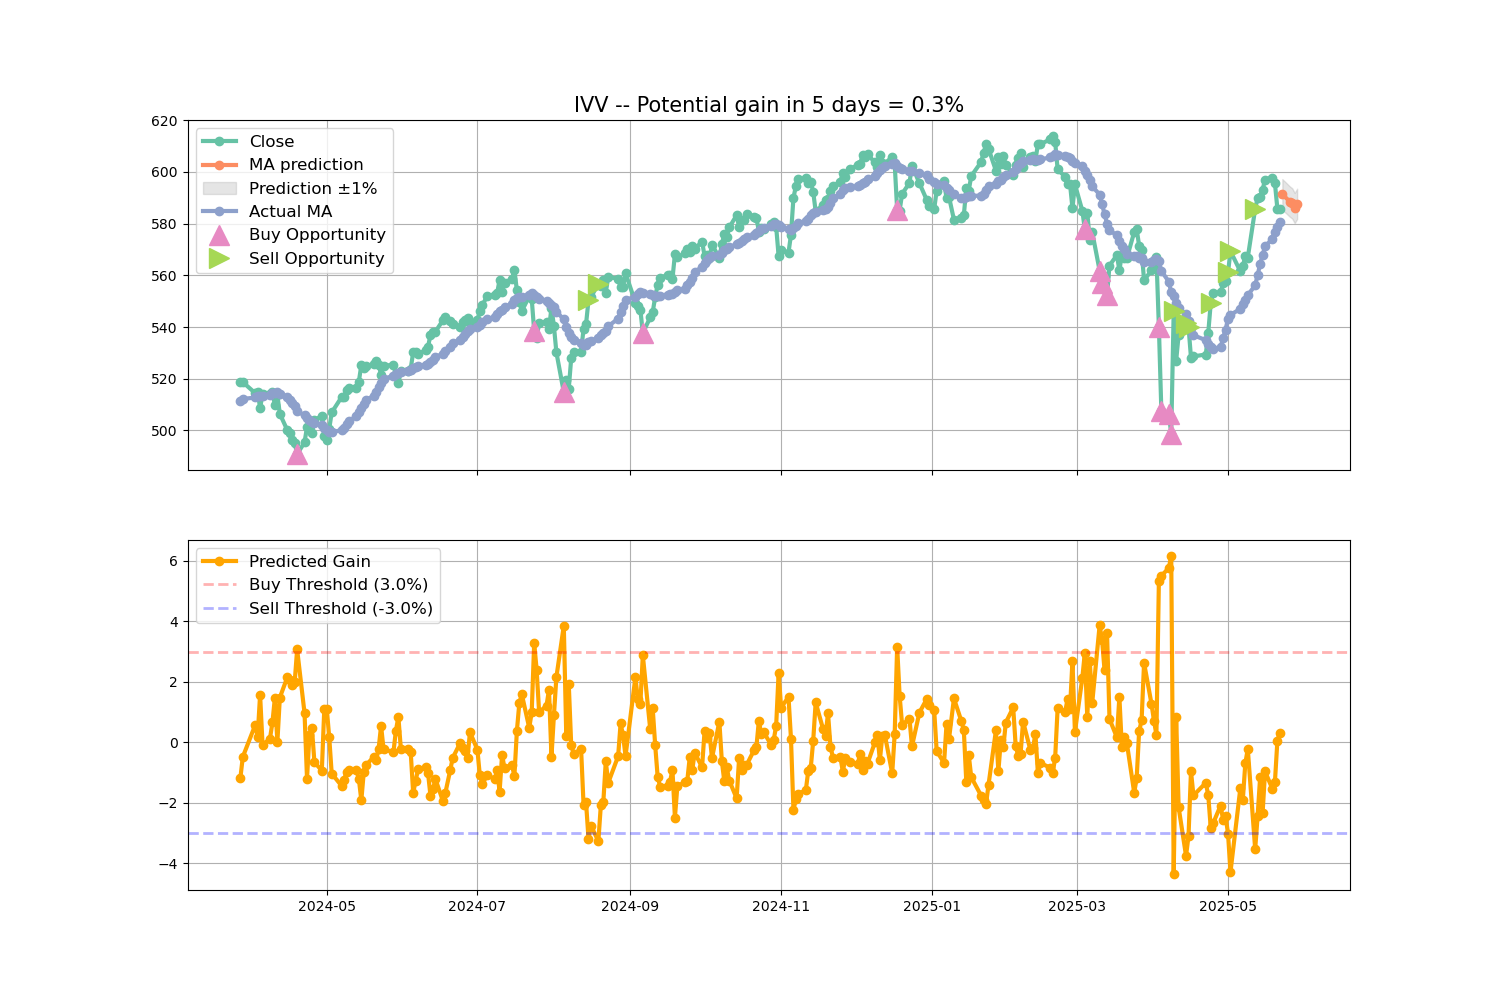 IVV -- Potential gain in 5 days = 0.3%
620
600
580
560
540
520
500
Close
MA prediction
Prediction ±1%
Actual MA
Buy Opportunity
Sell Opportunity
6
4
2
0
−2
−4
Predicted Gain
Buy Threshold (3.0%)
Sell Threshold (-3.0%)
2024-05
2024-07
2024-09
2024-11
2025-01
2025-03
2025-05